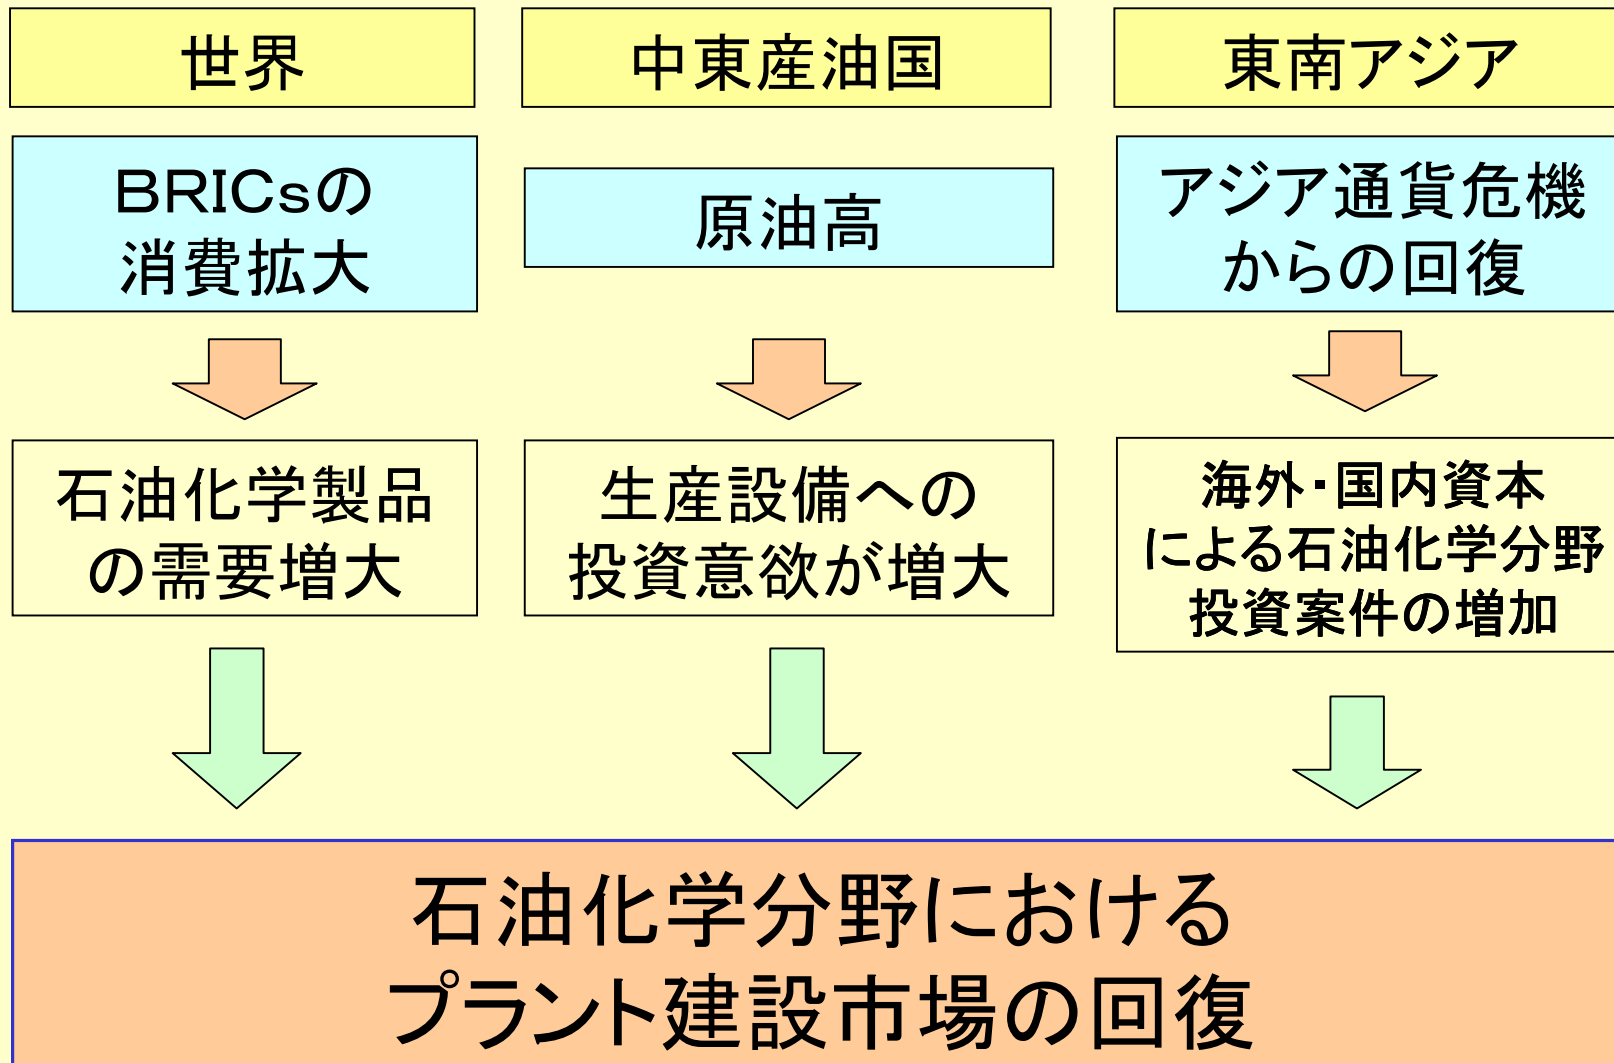 世界
中東産油国
東南アジア
BRICsの
消費拡大
原油高
アジア通貨危機
からの回復
石油化学製品
の需要増大
生産設備への
投資意欲が増大
海外・国内資本
による石油化学分野
投資案件の増加
石油化学分野における
プラント建設市場の回復